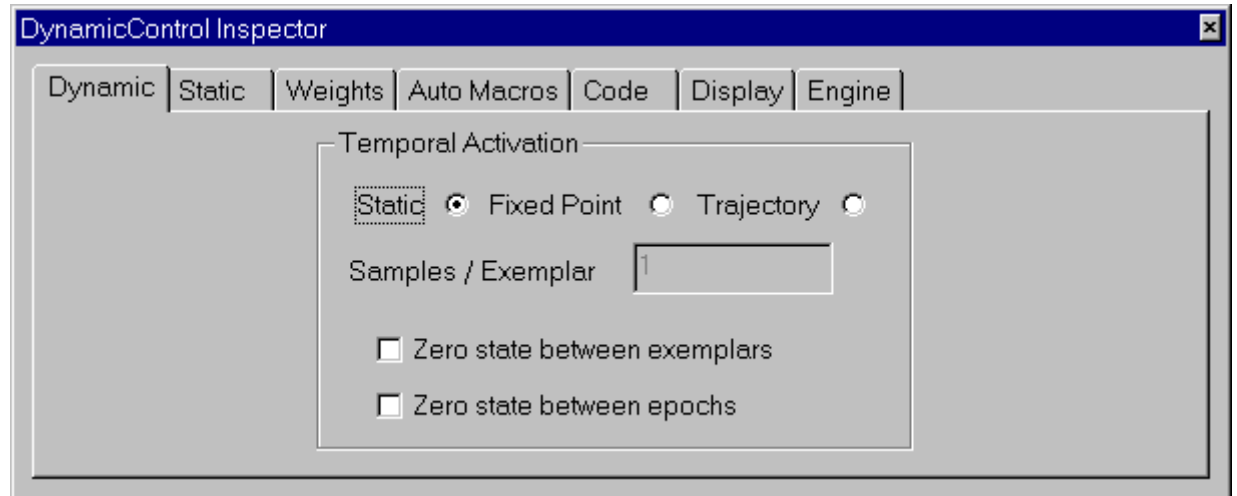 DynamicControl Inspector
Dynamic Static Weights Auto Macros Code Display Engine
Temporal Activation
Static Fixed Point Trajectory
Samples / Exemplar 1
Zero state between exemplars
Zero state between epochs